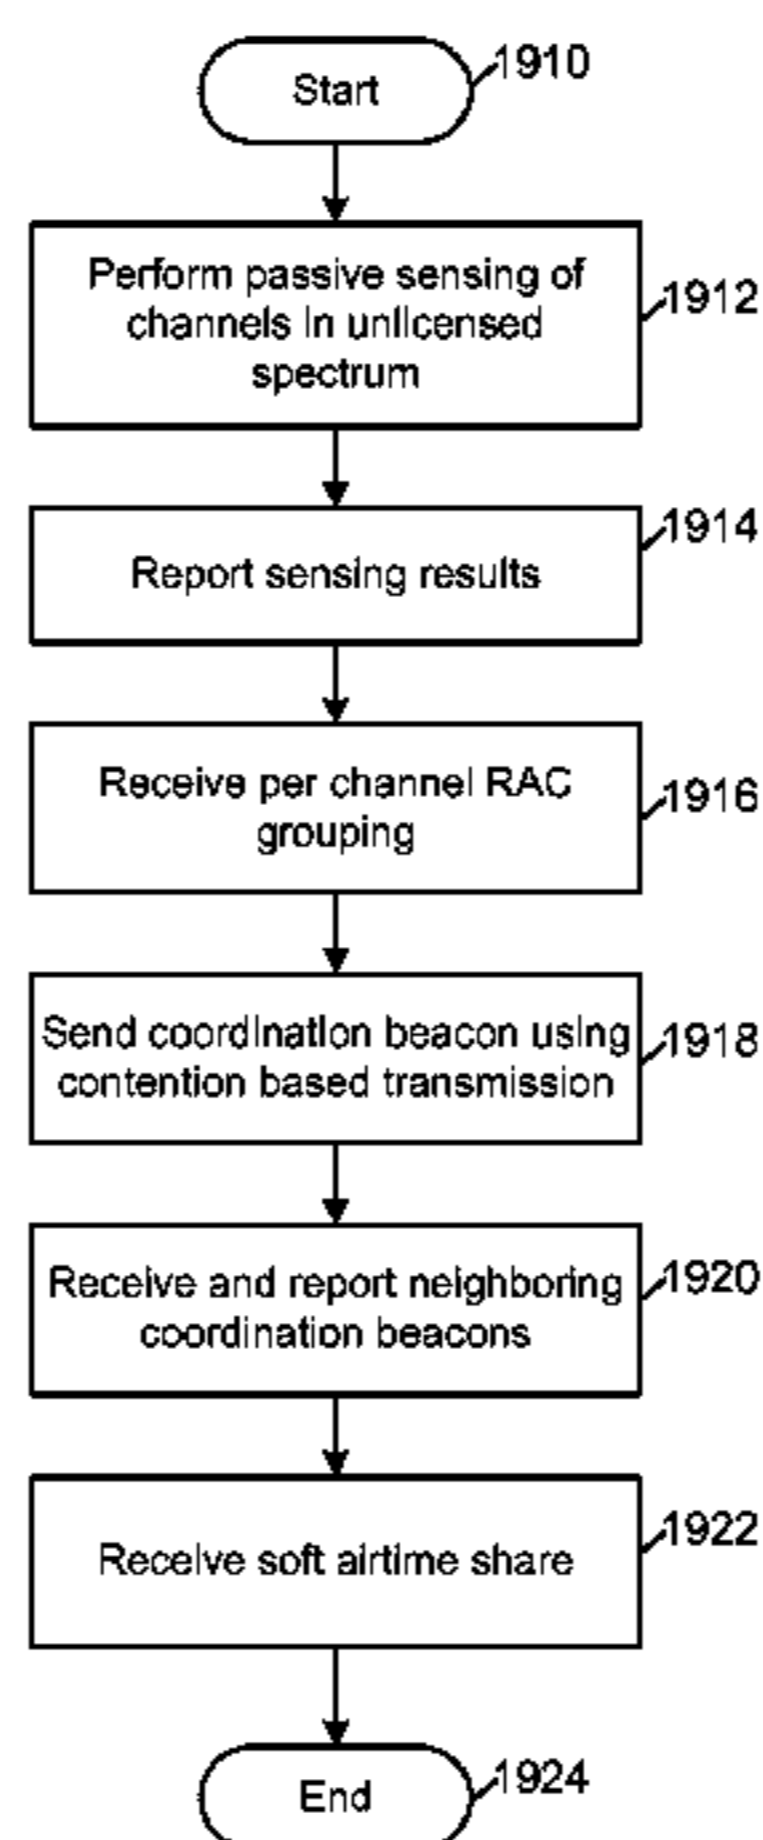 Start
1910
Perform passive sensing of
channels in unlicensed
spectrum
1912
Report sensing results
1914
Receive per channel RAC
grouping
1916
Send coordination beacon using
contention based transmission
1918
Receive and report neighboring
coordination beacons
1920
Receive soft airtime share
1922
End
1924